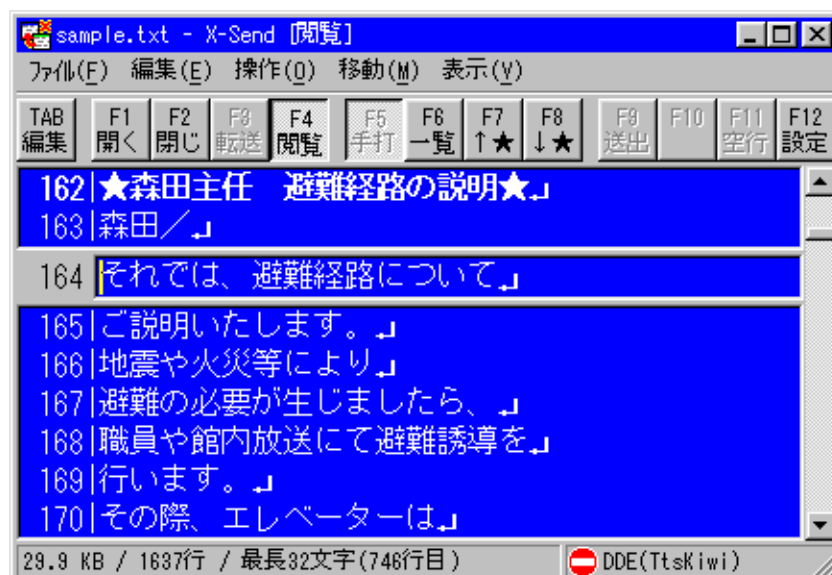 sample.txt - X-Send [閲覧]
ﾌｧｲﾙ(F) 編集(E) 操作(O) 移動(M) 表示(V)
TAB F1 F2 F3 F4 F5 F6 F7 F8 F9 F10 F11 F12
編集 開く 閉じ 転送 閲覧 手打 一覧 ↑★ ↓★ 送出 空行 設定
162|★森田主任　避難経路の説明★↵
163|森田／↵
164 それでは、避難経路について↵
165|ご説明いたします。↵
166|地震や火災等により↵
167|避難の必要が生じましたら、↵
168|職員や館内放送にて避難誘導を↵
169|行います。↵
170|その際、エレベーターは↵
29.9 KB / 1637行 / 最長32文字(746行目) DDE(TtsKiwi)